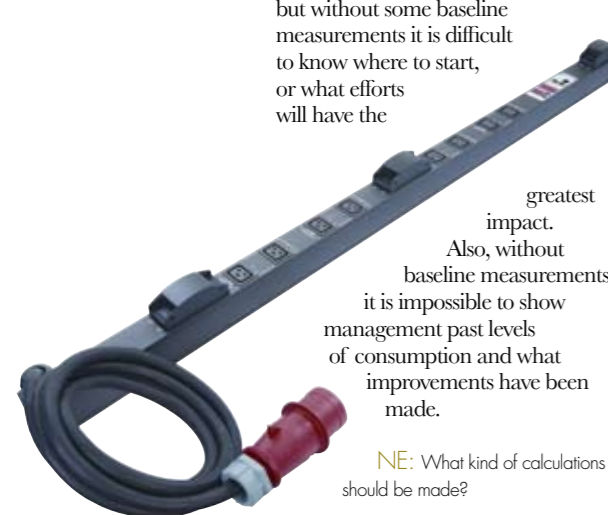 but without some baseline
measurements it is difficult
to know where to start,
or what efforts
will have the
greatest
impact.
Also, without
baseline measurements
it is impossible to show
management past levels
of consumption and what
improvements have been
made.
NE: What kind of calculations
should be made?